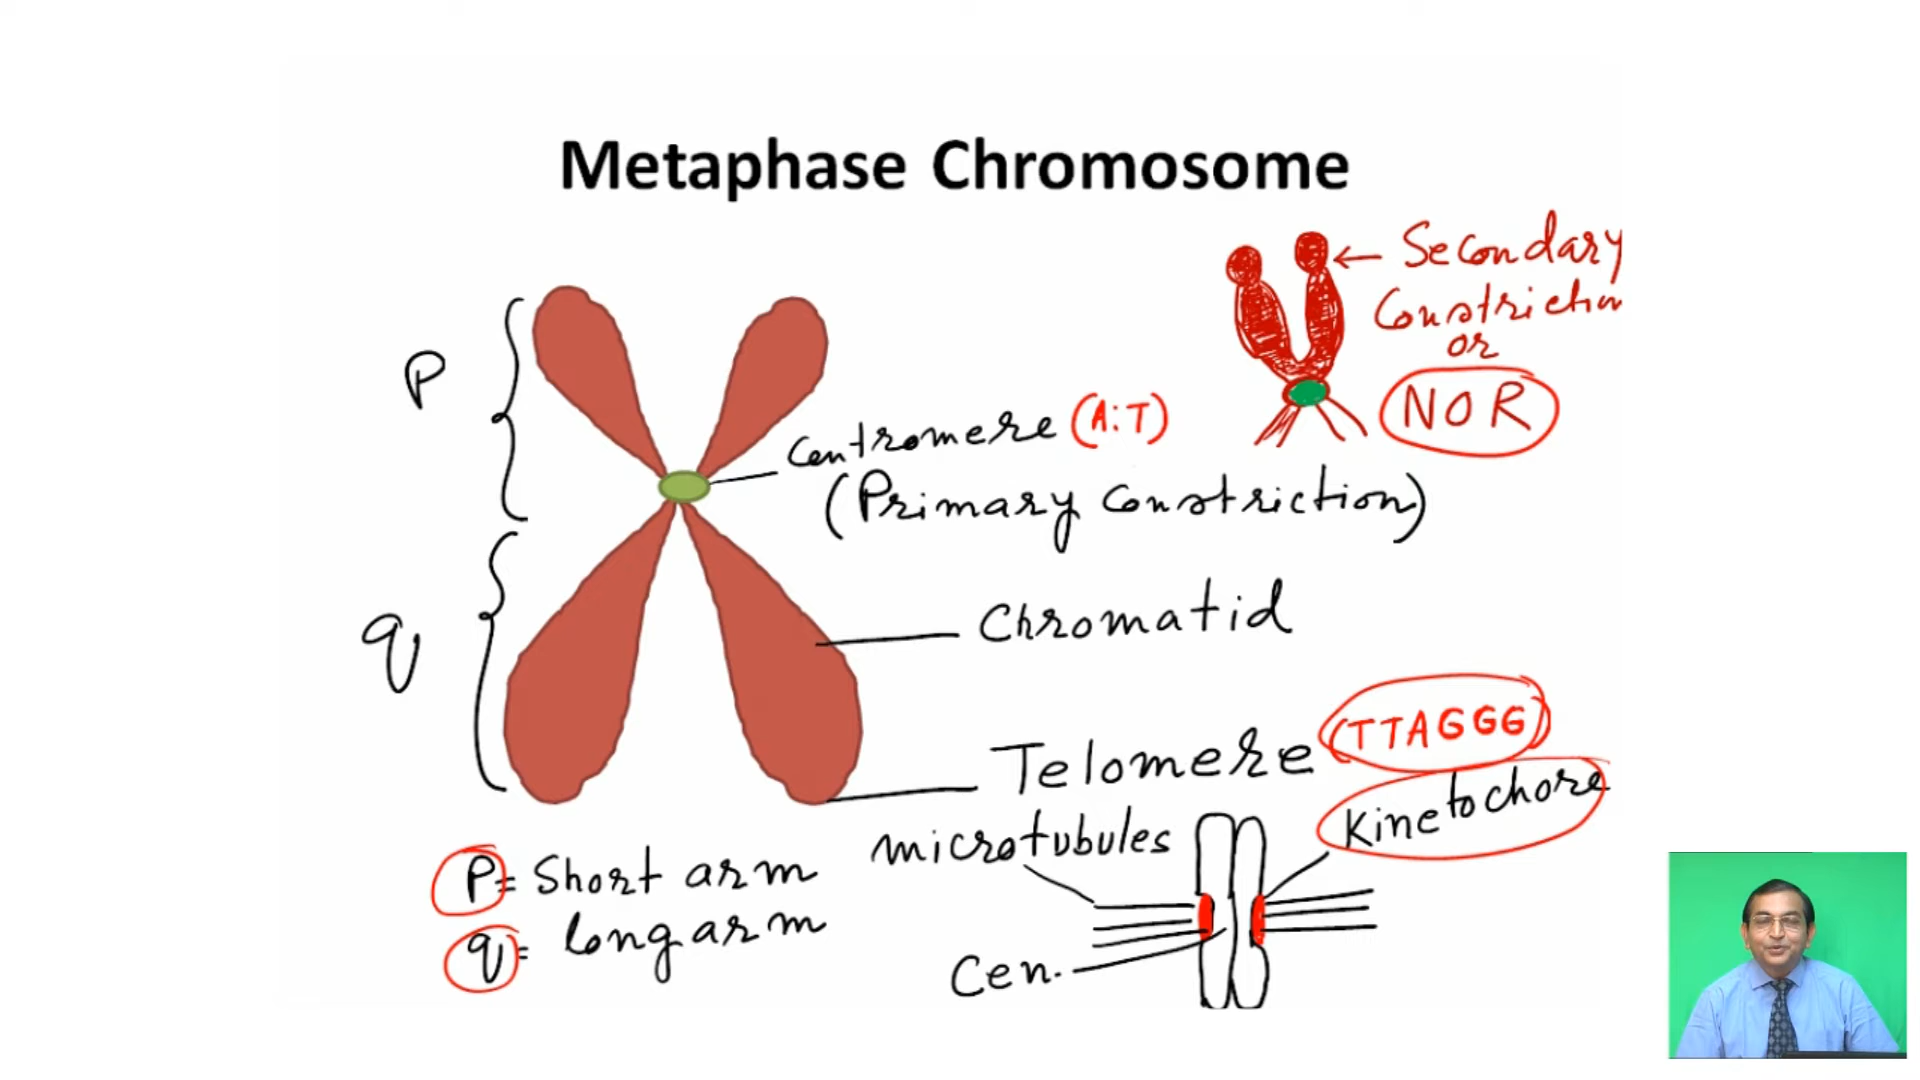 Metaphase Chromosome
Secondary
Constriction
or
NOR
P
Centromere (A:T)
(Primary Constriction)
q
Chromatid
Telomere (TTAGGG)
Kinetochore
microtubules
P = Short arm
q = long arm
Cen.